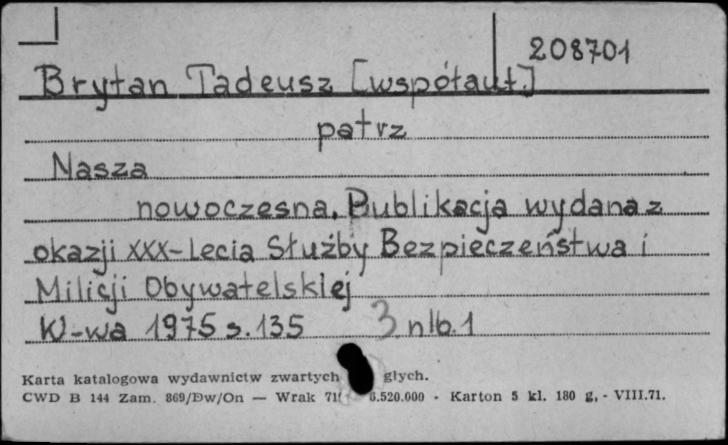 208701
Brytan Tadeusz [współaut.]
patrz
Nasza
nowoczesna. Publikacja wydana z
okazji XXX-Lecia Służby Bezpieczeństwa i
Milicji Obywatelskiej
W-wa 1975 s. 135 3 nlb. 1
Karta katalogowa wydawnictw zwartych głych.
CWD B 144 Zam. 869/Dw/On — Wrak 71 6.520.000 - Karton 5 kl. 180 g, - VIII.71.